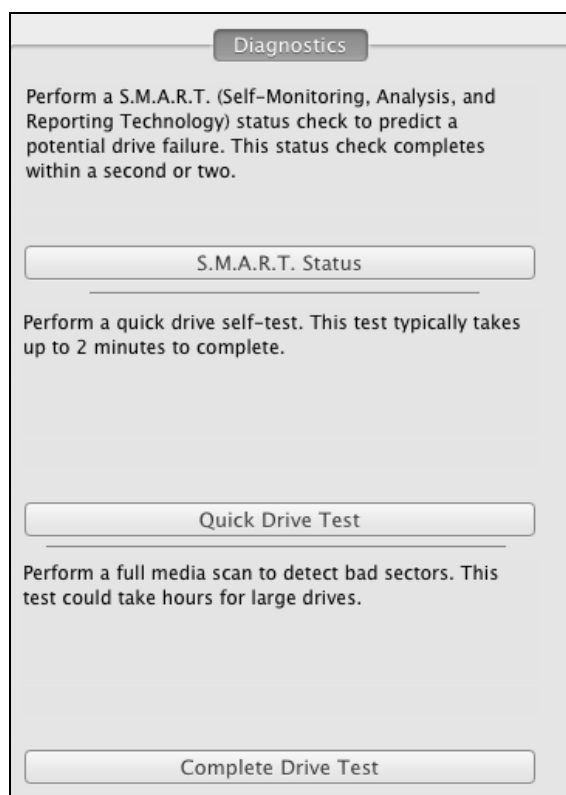 Diagnostics
Perform a S.M.A.R.T. (Self-Monitoring, Analysis, and
Reporting Technology) status check to predict a
potential drive failure. This status check completes
within a second or two.
S.M.A.R.T. Status
Perform a quick drive self-test. This test typically takes
up to 2 minutes to complete.
Quick Drive Test
Perform a full media scan to detect bad sectors. This
test could take hours for large drives.
Complete Drive Test